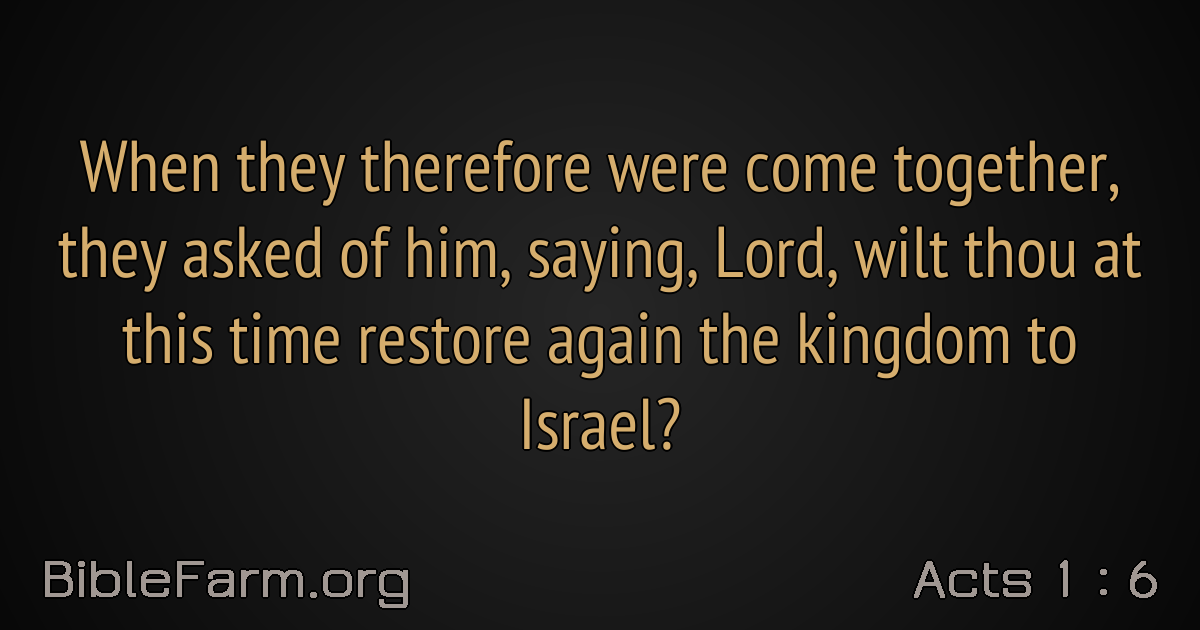 When they therefore were come together,
they asked of him, saying, Lord, wilt thou at
this time restore again the kingdom to
Israel?
BibleFarm.org
Acts 1 : 6